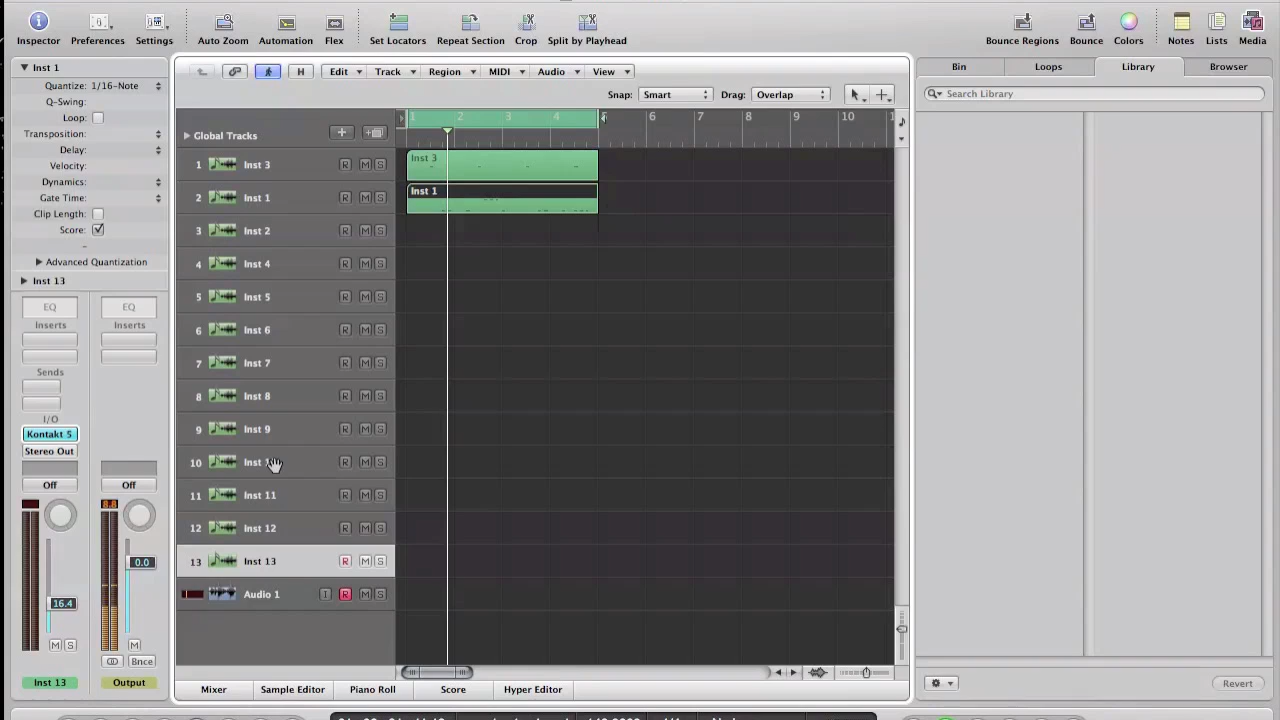 Inspector Preferences Settings Auto Zoom Automation Flex Set Locators Repeat Section Crop Split by Playhead Bounce Regions Bounce Colors Notes Lists Media
Inst 1
Quantize: 1/16-Note
Q-Swing:
Loop:
Transposition:
Delay:
Velocity:
Dynamics:
Gate Time:
Clip Length:
Score:
Advanced Quantization
Inst 13
EQ EQ
Inserts Inserts
Sends
I/O
Kontakt 5
Stereo Out
Off Off
8.8
0.0
16.4
M S M
Bnce
Inst 13 Output
H Edit Track Region MIDI Audio View
Snap: Smart Drag: Overlap
Global Tracks
1 2 3 4 5 6 7 8 9 10
1 Inst 3 R M S
2 Inst 1 R M S
3 Inst 2 R M S
4 Inst 4 R M S
5 Inst 5 R M S
6 Inst 6 R M S
7 Inst 7 R M S
8 Inst 8 R M S
9 Inst 9 R M S
10 Inst R M S
11 Inst 11 R M S
12 Inst 12 R M S
13 Inst 13 R M S
Audio 1 I R M S
Inst 3
Inst 1
Mixer Sample Editor Piano Roll Score Hyper Editor
Bin Loops Library Browser
Search Library
Revert